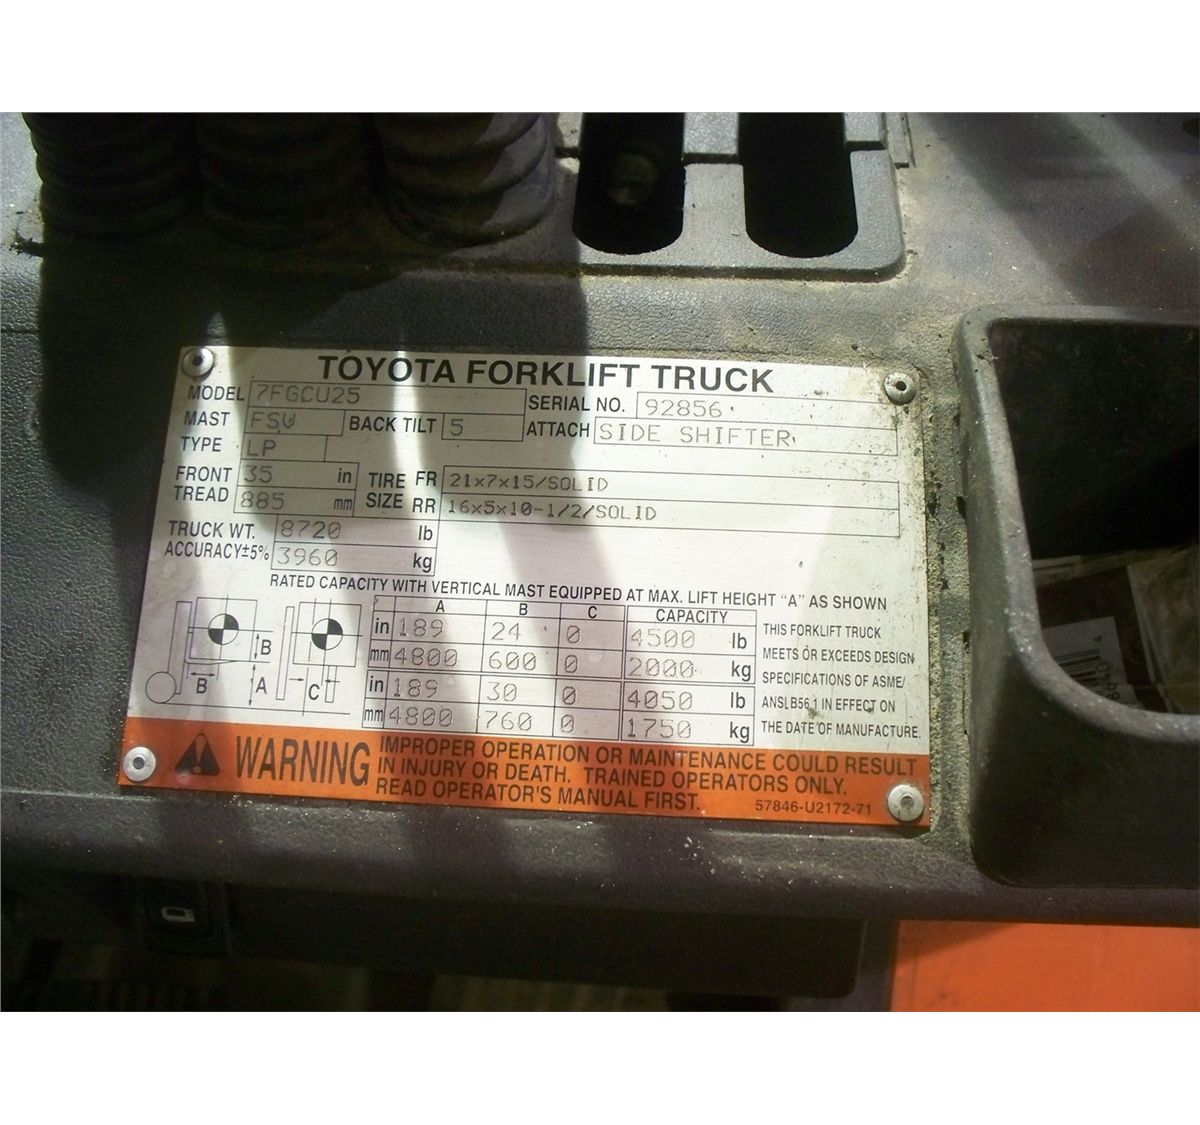 TOYOTA FORKLIFT TRUCK
MODEL 7FGCU25 SERIAL NO. 92856
MAST FSV BACK TILT 5 ATTACH SIDE SHIFTER
TYPE LP
FRONT TREAD 35 in TIRE SIZE FR 21x7x15/SOLID
885 mm RR 16x5x10-1/2/SOLID
TRUCK WT. 8720 lb
ACCURACY±5% 3960 kg
RATED CAPACITY WITH VERTICAL MAST EQUIPPED AT MAX. LIFT HEIGHT "A" AS SHOWN
A B C CAPACITY
in 189 24 0 4500 lb
mm 4800 600 0 2000 kg
in 189 30 0 4050 lb
mm 4800 760 0 1750 kg
B
B A C
THIS FORKLIFT TRUCK
MEETS OR EXCEEDS DESIGN
SPECIFICATIONS OF ASME/
ANSI,B56.1 IN EFFECT ON
THE DATE OF MANUFACTURE.
WARNING
IMPROPER OPERATION OR MAINTENANCE COULD RESULT
IN INJURY OR DEATH. TRAINED OPERATORS ONLY.
READ OPERATOR'S MANUAL FIRST.
57846-U2172-71